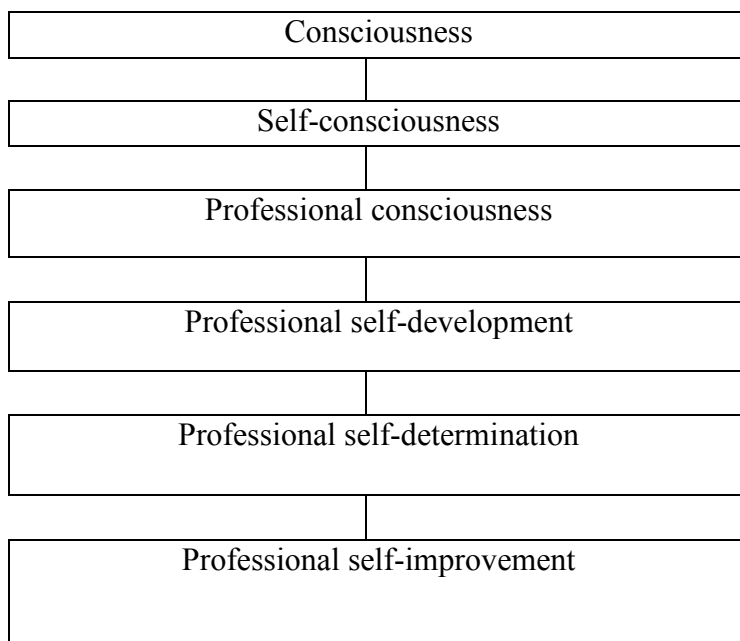 Consciousness
Self-consciousness
Professional consciousness
Professional self-development
Professional self-determination
Professional self-improvement